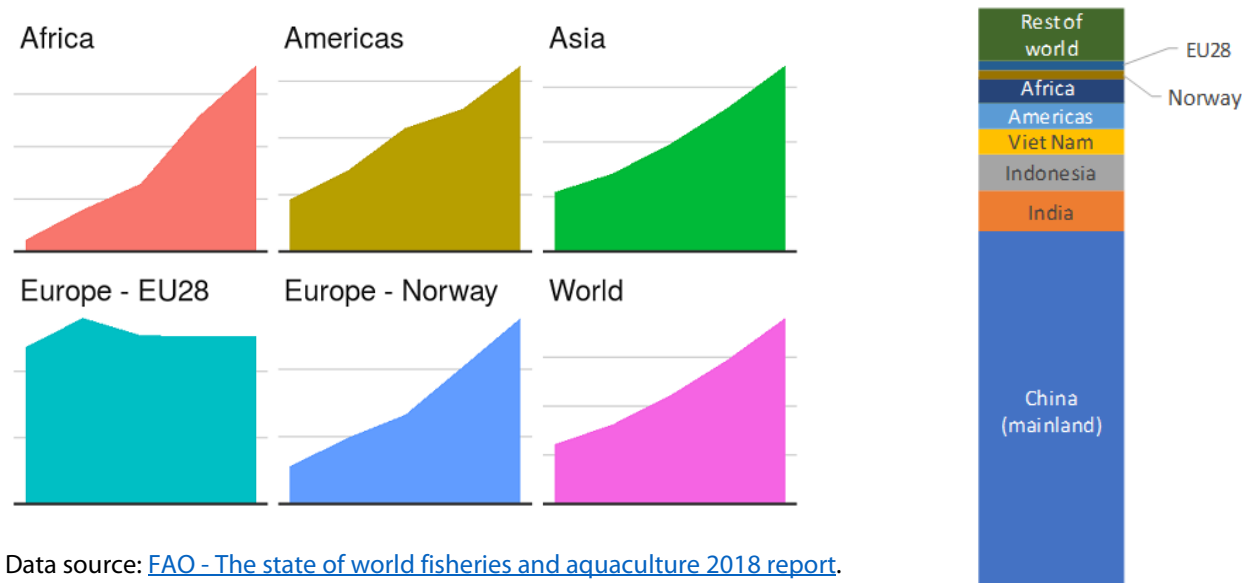 Africa
Americas
Asia
Europe - EU28
Europe - Norway
World
Data source: FAO - The state of world fisheries and aquaculture 2018 report.
Rest of
world
EU28
Norway
Africa
Americas
Viet Nam
Indonesia
India
China
(mainland)